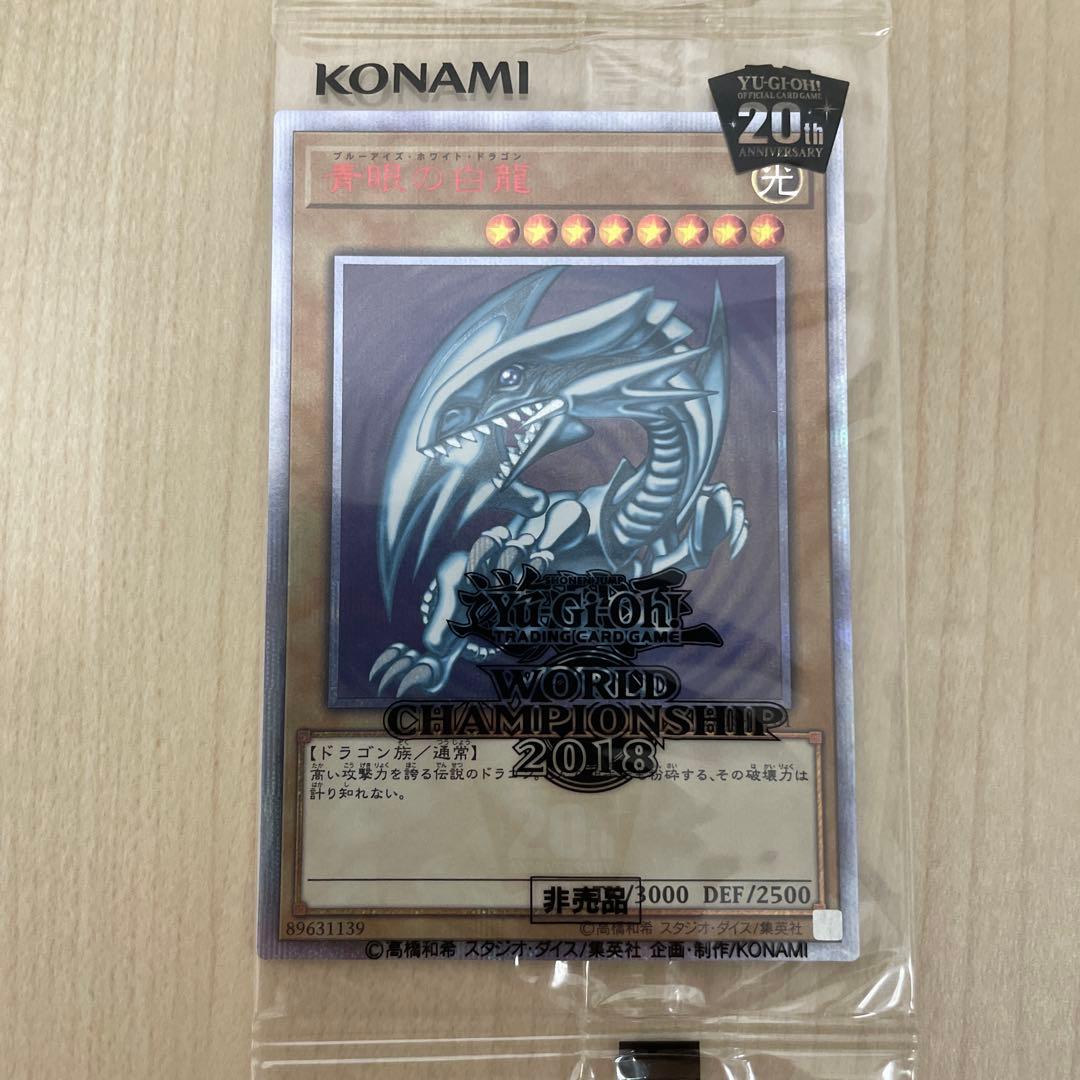 KONAMI
YU-GI-OH!
OFFICIAL CARD GAME
20th
ANNIVERSARY
ブルーアイズ・ホワイト・ドラゴン
青眼の白龍
光
SHONEN JUMP
Yu-Gi-Oh!
TRADING CARD GAME
WORLD
CHAMPIONSHIP
2018
【ドラゴン族／通常】
高い攻撃力を誇る伝説のドラゴン。粉砕する、その破壊力は
計り知れない。
20th
非売品
/3000 DEF/2500
89631139
©高橋和希 スタジオ・ダイス/集英社
©高橋和希 スタジオ・ダイス/集英社 企画・制作/KONAMI